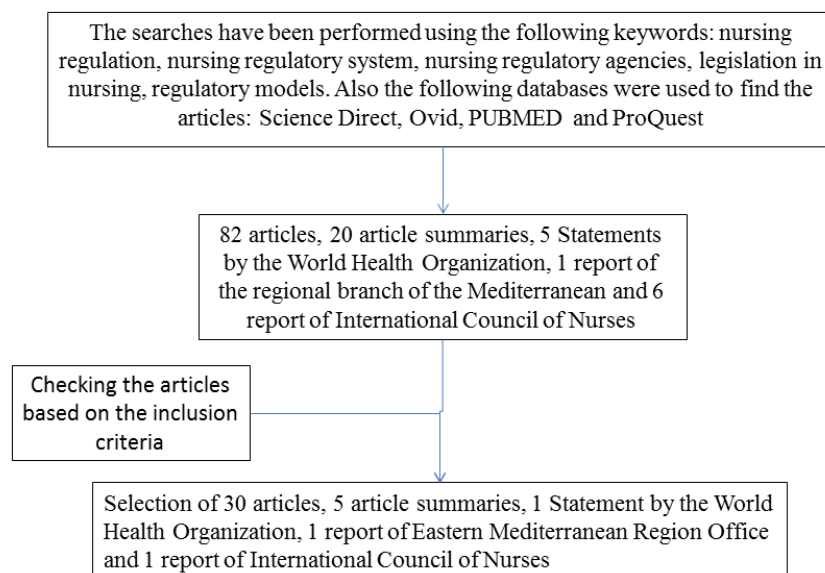 The searches have been performed using the following keywords: nursing
regulation, nursing regulatory system, nursing regulatory agencies, legislation in
nursing, regulatory models. Also the following databases were used to find the
articles: Science Direct, Ovid, PUBMED and ProQuest
82 articles, 20 article summaries, 5 Statements
by the World Health Organization, 1 report of
the regional branch of the Mediterranean and 6
report of International Council of Nurses
Checking the articles
based on the inclusion
criteria
Selection of 30 articles, 5 article summaries, 1 Statement by the World
Health Organization, 1 report of Eastern Mediterranean Region Office
and 1 report of International Council of Nurses